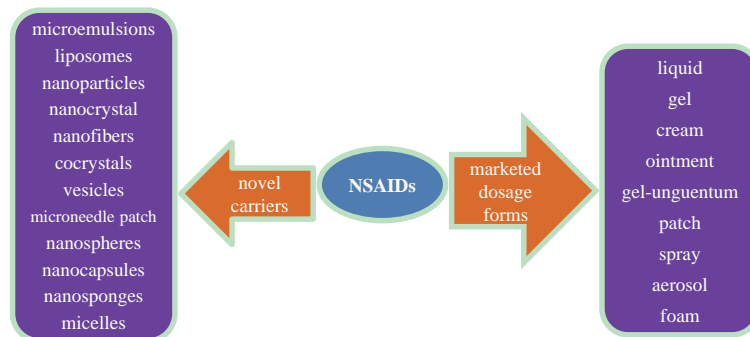 microemulsions
liposomes
nanoparticles
nanocrystal
nanofibers
cocrystals
vesicles
microneedle patch
nanospheres
nanocapsules
nanosponges
micelles
novel
carriers
NSAIDs
marketed
dosage
forms
liquid
gel
cream
ointment
gel-unguentum
patch
spray
aerosol
foam